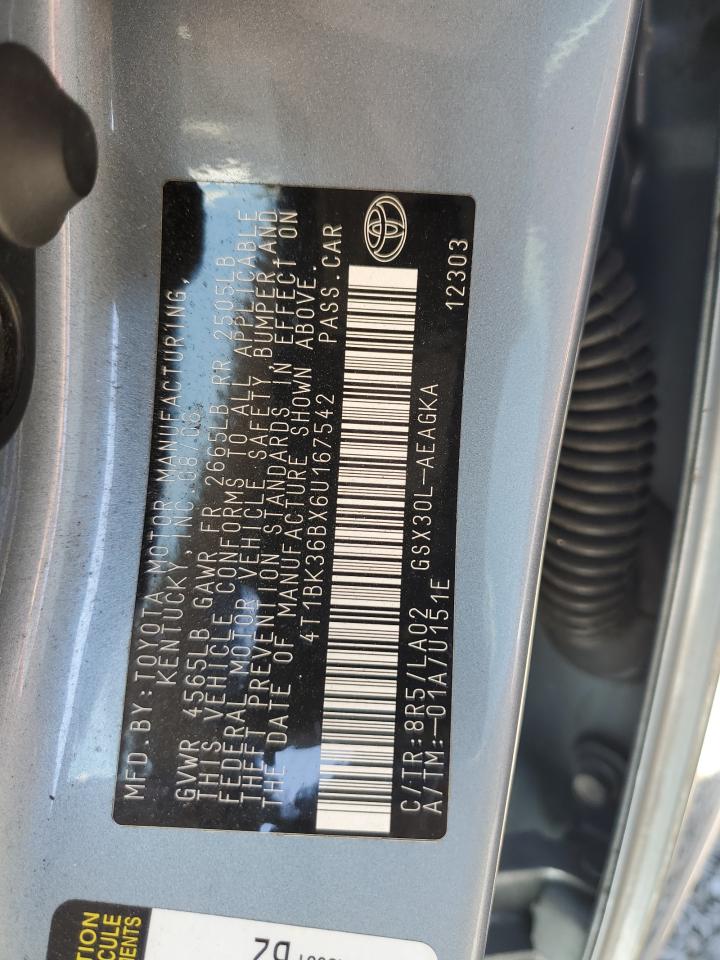 MFD.BY:TOYOTA MOTOR MANUFACTURING,
KENTUCKY, INC.08/06
GVWR 4565LB GAWR FR 2665LB RR 2505LB
THIS VEHICLE CONFORMS TO ALL APPLICABLE
FEDERAL MOTOR VEHICLE SAFETY,BUMPER,AND
THEFT PREVENTION STANDARDS IN EFFECT ON
THE DATE OF MANUFACTURE SHOWN ABOVE.
4T1BK36BX6U167542 PASS.CAR
C/TR:8R5/LA02 GSX30L-AEAGKA
A/TM:-01A/U151E 12303